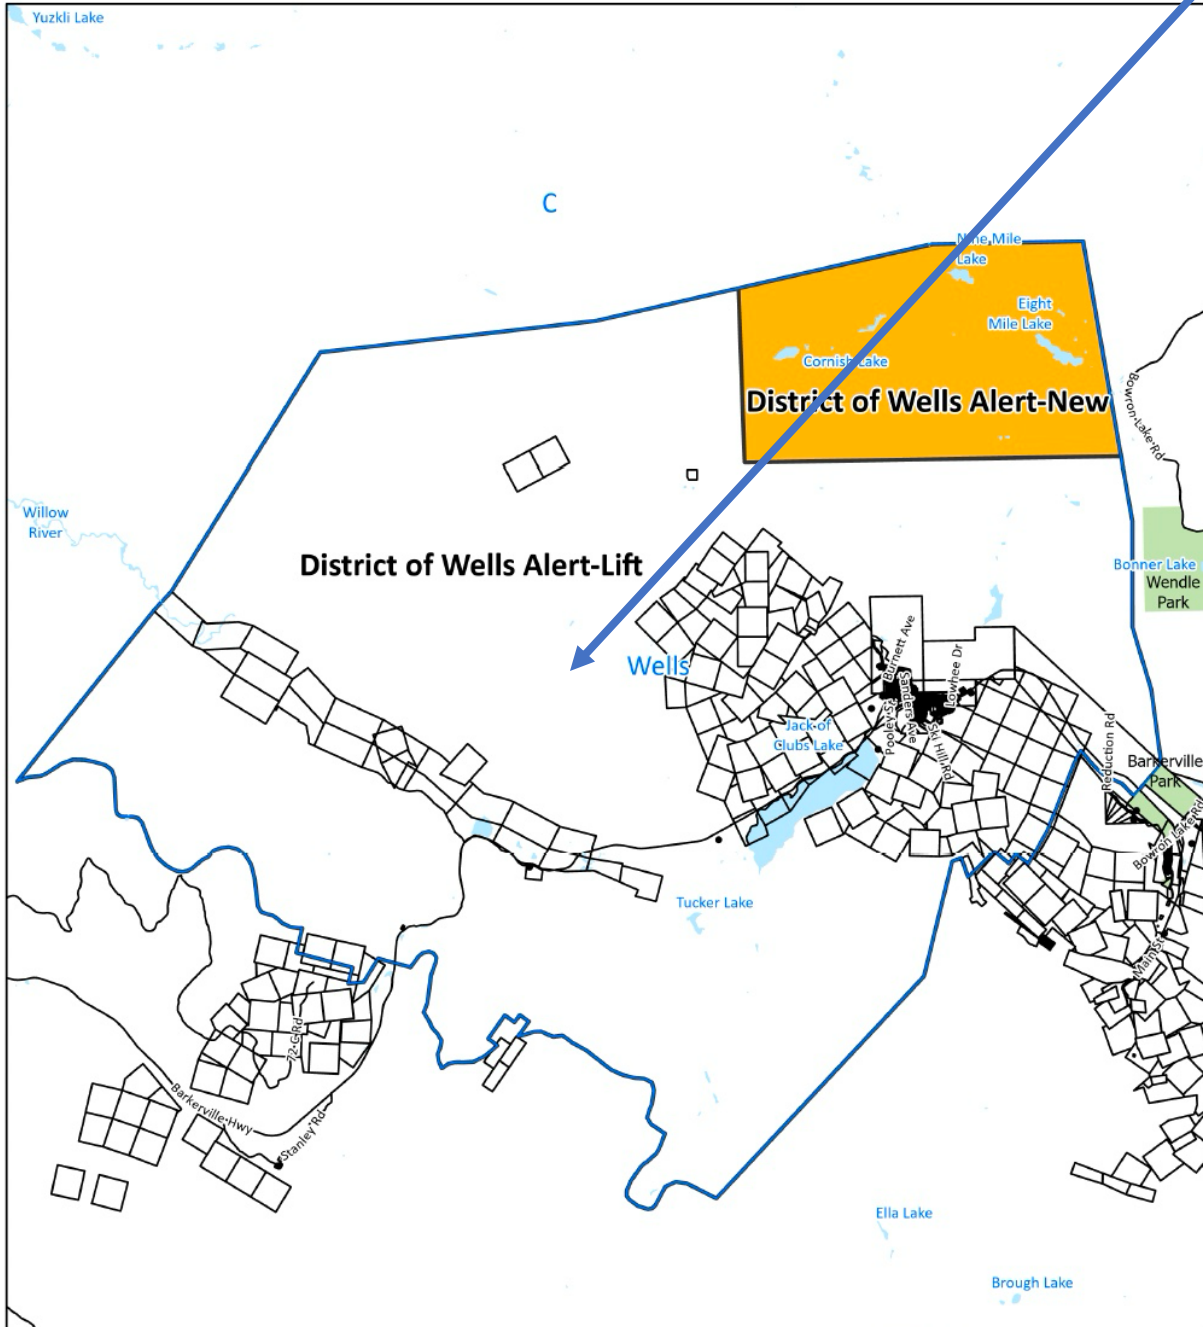 Yuzkli Lake
C
Nine Mile
Lake
Eight
Mile Lake
Cornish Lake
District of Wells Alert-New
Bowron-Lake-Rd
Willow
River
District of Wells Alert-Lift
Bonner Lake
Wendle
Park
Wells
Burnett Ave
Sanders Ave
Lowhee Dr
Pooley St
Ski Hill Rd
Jack of
Clubs Lake
Reduction Rd
Barkerville
Park
Bowron Lake Rd
Tucker Lake
Main St
72-C Rd
Barkerville-Hwy
Stanley Rd
Ella Lake
Brough Lake